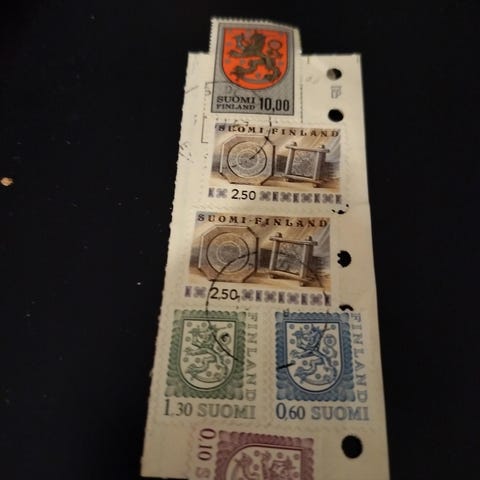 SUOMI 10,00
FINLAND
SUOMI-FINLAND
2.50
SUOMI-FINLAND
2.50
FINLAND
1.30 SUOMI
FINLAND
0,60 SUOMI
0,10 S